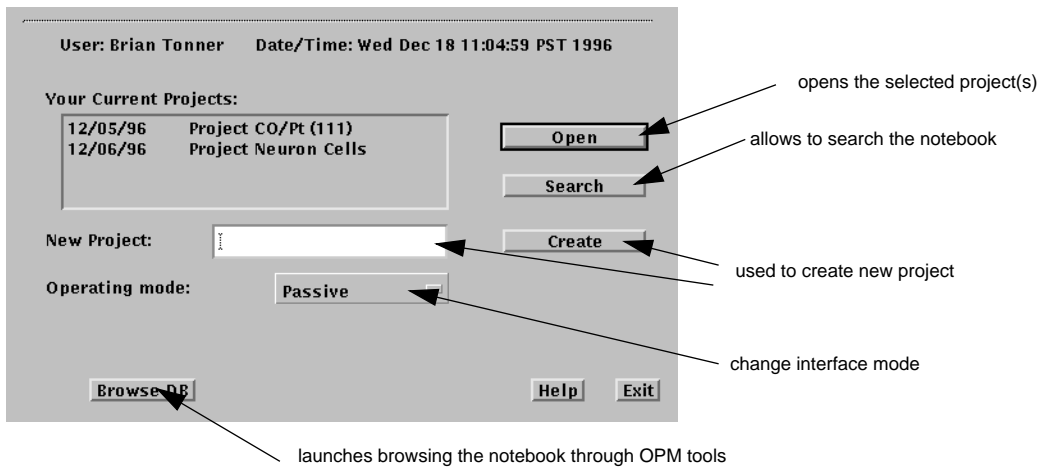 User: Brian Tonner Date/Time: Wed Dec 18 11:04:59 PST 1996
opens the selected project(s)
Your Current Projects:
12/05/96 Project CO/Pt (111)
12/06/96 Project Neuron Cells
Open
allows to search the notebook
Search
New Project:
Create
used to create new project
Operating mode: Passive
change interface mode
Browse DB
Help
Exit
launches browsing the notebook through OPM tools